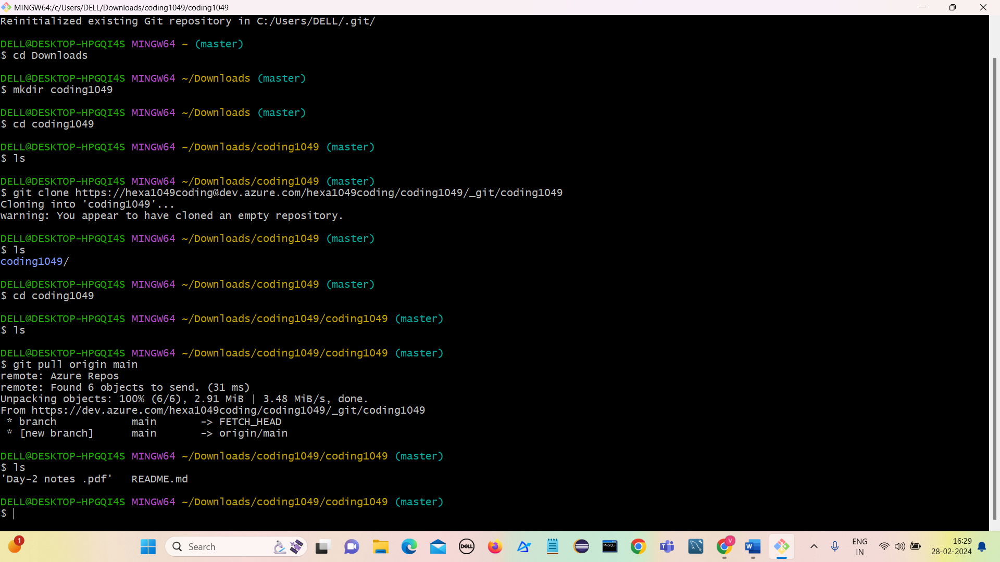 MINGW64:/c/Users/DELL/Downloads/coding1049/coding1049
Reinitialized existing Git repository in C:/Users/DELL/.git/
DELL@DESKTOP-HPGQI4S MINGW64 ~ (master)
$ cd Downloads
DELL@DESKTOP-HPGQI4S MINGW64 ~/Downloads (master)
$ mkdir coding1049
DELL@DESKTOP-HPGQI4S MINGW64 ~/Downloads (master)
$ cd coding1049
DELL@DESKTOP-HPGQI4S MINGW64 ~/Downloads/coding1049 (master)
$ ls
DELL@DESKTOP-HPGQI4S MINGW64 ~/Downloads/coding1049 (master)
$ git clone https://hexa1049coding@dev.azure.com/hexa1049coding/coding1049/_git/coding1049
Cloning into 'coding1049'...
warning: You appear to have cloned an empty repository.
DELL@DESKTOP-HPGQI4S MINGW64 ~/Downloads/coding1049 (master)
$ ls
coding1049/
DELL@DESKTOP-HPGQI4S MINGW64 ~/Downloads/coding1049 (master)
$ cd coding1049
DELL@DESKTOP-HPGQI4S MINGW64 ~/Downloads/coding1049/coding1049 (master)
$ ls
DELL@DESKTOP-HPGQI4S MINGW64 ~/Downloads/coding1049/coding1049 (master)
$ git pull origin main
remote: Azure Repos
remote: Found 6 objects to send. (31 ms)
Unpacking objects: 100% (6/6), 2.91 MiB | 3.48 MiB/s, done.
From https://dev.azure.com/hexa1049coding/coding1049/_git/coding1049
 * branch            main       -> FETCH_HEAD
 * [new branch]      main       -> origin/main
DELL@DESKTOP-HPGQI4S MINGW64 ~/Downloads/coding1049/coding1049 (master)
$ ls
'Day-2 notes .pdf'   README.md
DELL@DESKTOP-HPGQI4S MINGW64 ~/Downloads/coding1049/coding1049 (master)
$
1
Search
DELL
MySQL
V
W
ENG
IN
16:29
28-02-2024